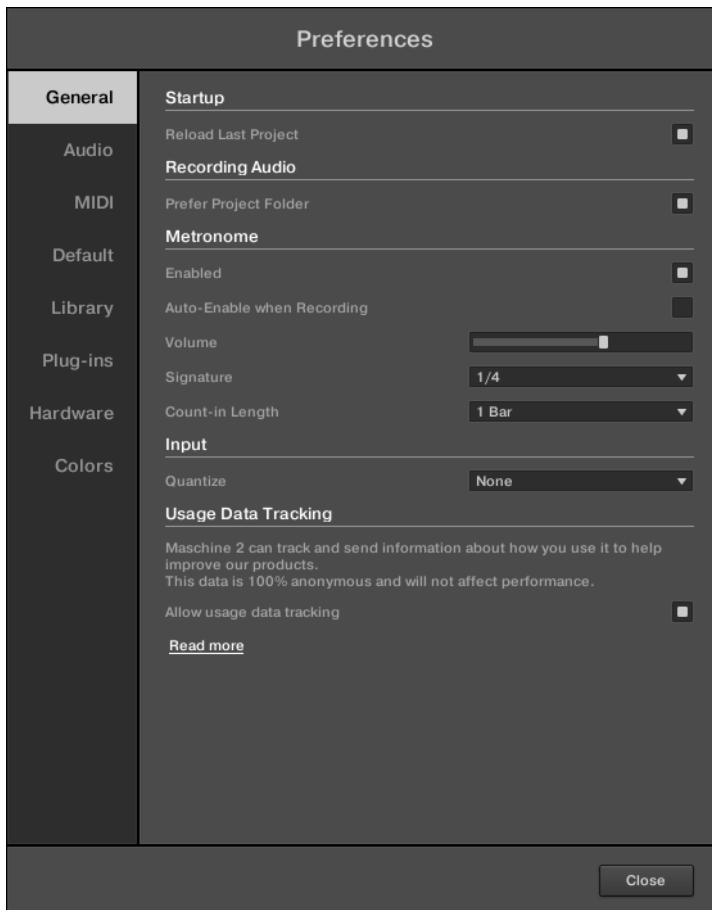 Preferences
General
Audio
MIDI
Default
Library
Plug-ins
Hardware
Colors
Startup
Reload Last Project
Recording Audio
Prefer Project Folder
Metronome
Enabled
Auto-Enable when Recording
Volume
Signature 1/4
Count-in Length 1 Bar
Input
Quantize None
Usage Data Tracking
Maschine 2 can track and send information about how you use it to help
improve our products.
This data is 100% anonymous and will not affect performance.
Allow usage data tracking
Read more
Close